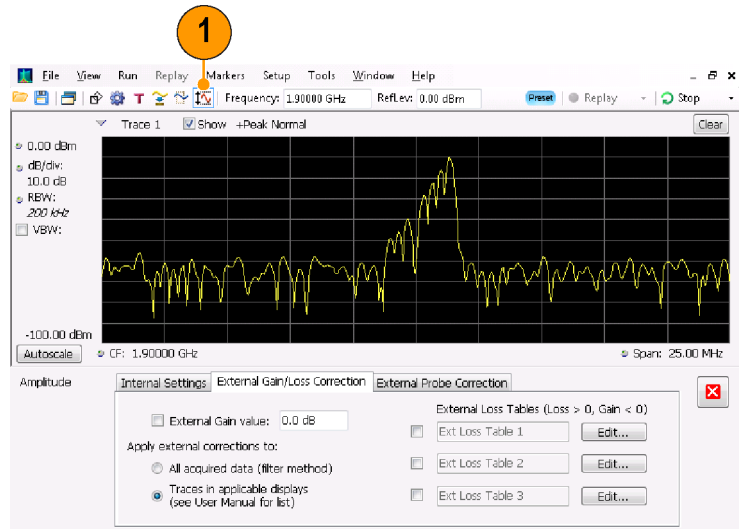 1
File View Run Replay Markers Setup Tools Window Help
T Frequency: 1.90000 GHz RefLev: 0.00 dBm Preset Replay Stop
Trace 1 Show +Peak Normal Clear
0.00 dBm
dB/div:
10.0 dB
RBW:
200 kHz
VBW:
-100.00 dBm
Autoscale CF: 1.90000 GHz Span: 25.00 MHz
Amplitude Internal Settings External Gain/Loss Correction External Probe Correction
External Loss Tables (Loss > 0, Gain < 0)
External Gain value: 0.0 dB
Ext Loss Table 1 Edit...
Apply external corrections to:
All acquired data (filter method)
Ext Loss Table 2 Edit...
Traces in applicable displays
(see User Manual for list)
Ext Loss Table 3 Edit...